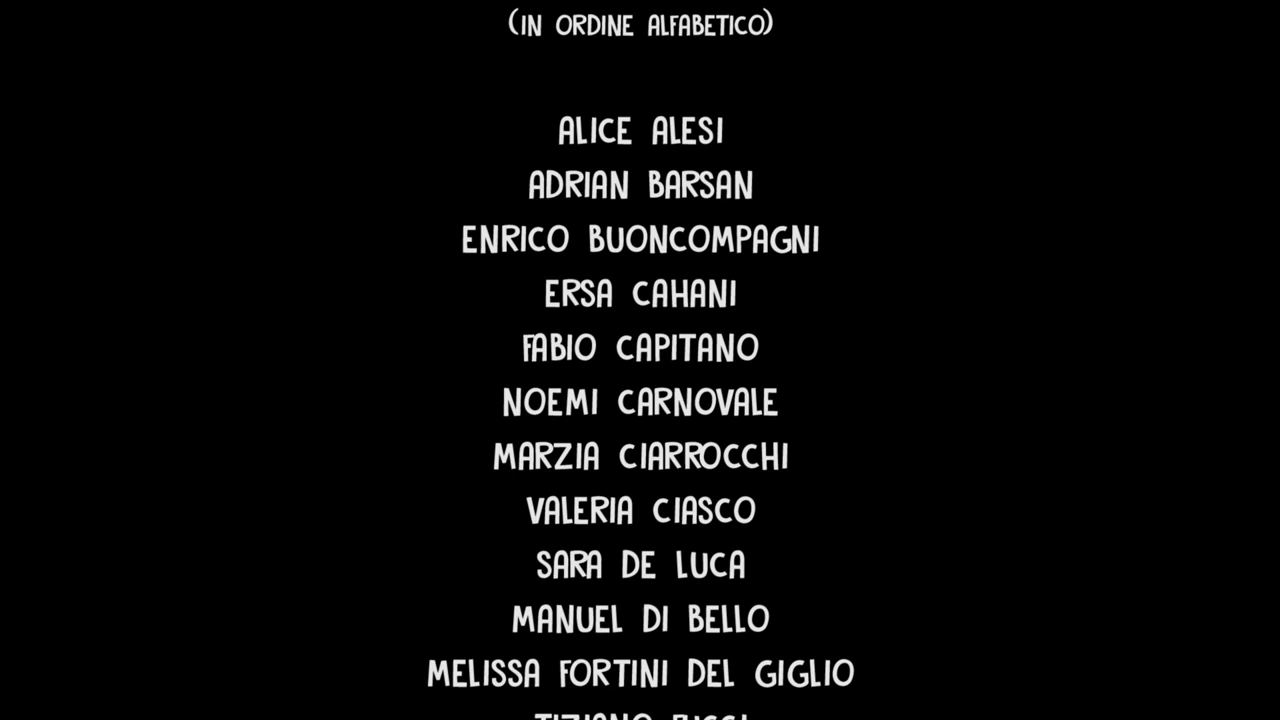 (IN ORDINE ALFABETICO)
ALICE ALESI
ADRIAN BARSAN
ENRICO BUONCOMPAGNI
ERSA CAHANI
FABIO CAPITANO
NOEMI CARNOVALE
MARZIA CIARROCCHI
VALERIA CIASCO
SARA DE LUCA
MANUEL DI BELLO
MELISSA FORTINI DEL GIGLIO
TIZIANO